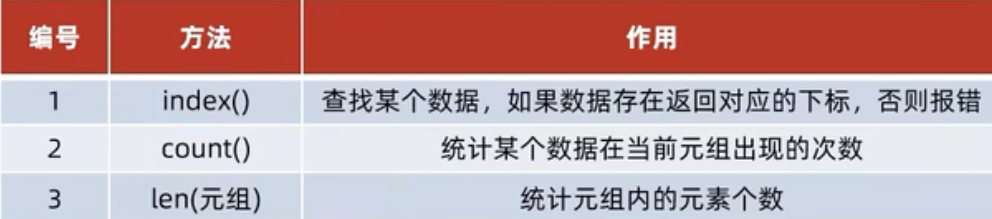 编号 方法 作用
1 index() 查找某个数据，如果数据存在返回对应的下标，否则报错
2 count() 统计某个数据在当前元组出现的次数
3 len(元组) 统计元组内的元素个数